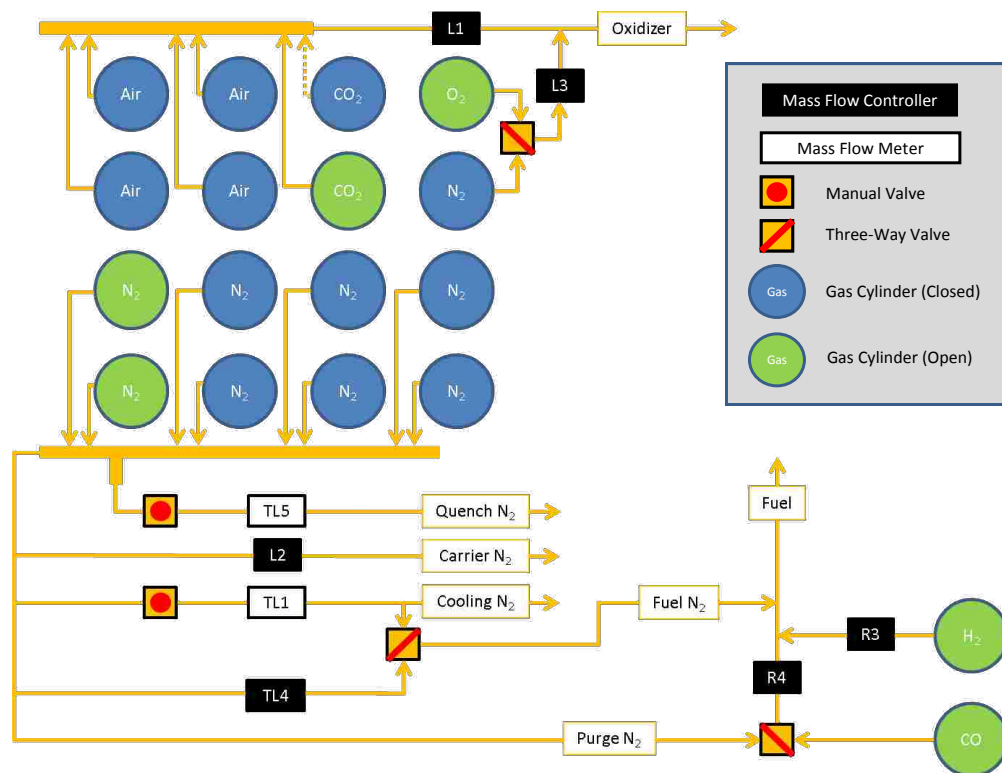 L1
Oxidizer
Air
Air
CO₂
O₂
L3
Air
Air
CO₂
N₂
N₂
N₂
N₂
N₂
N₂
N₂
N₂
N₂
Mass Flow Controller
Mass Flow Meter
Manual Valve
Three-Way Valve
Gas
Gas Cylinder (Closed)
Gas
Gas Cylinder (Open)
TL5
Quench N₂
L2
Carrier N₂
TL1
Cooling N₂
TL4
Fuel
Fuel N₂
R3
H₂
R4
Purge N₂
CO